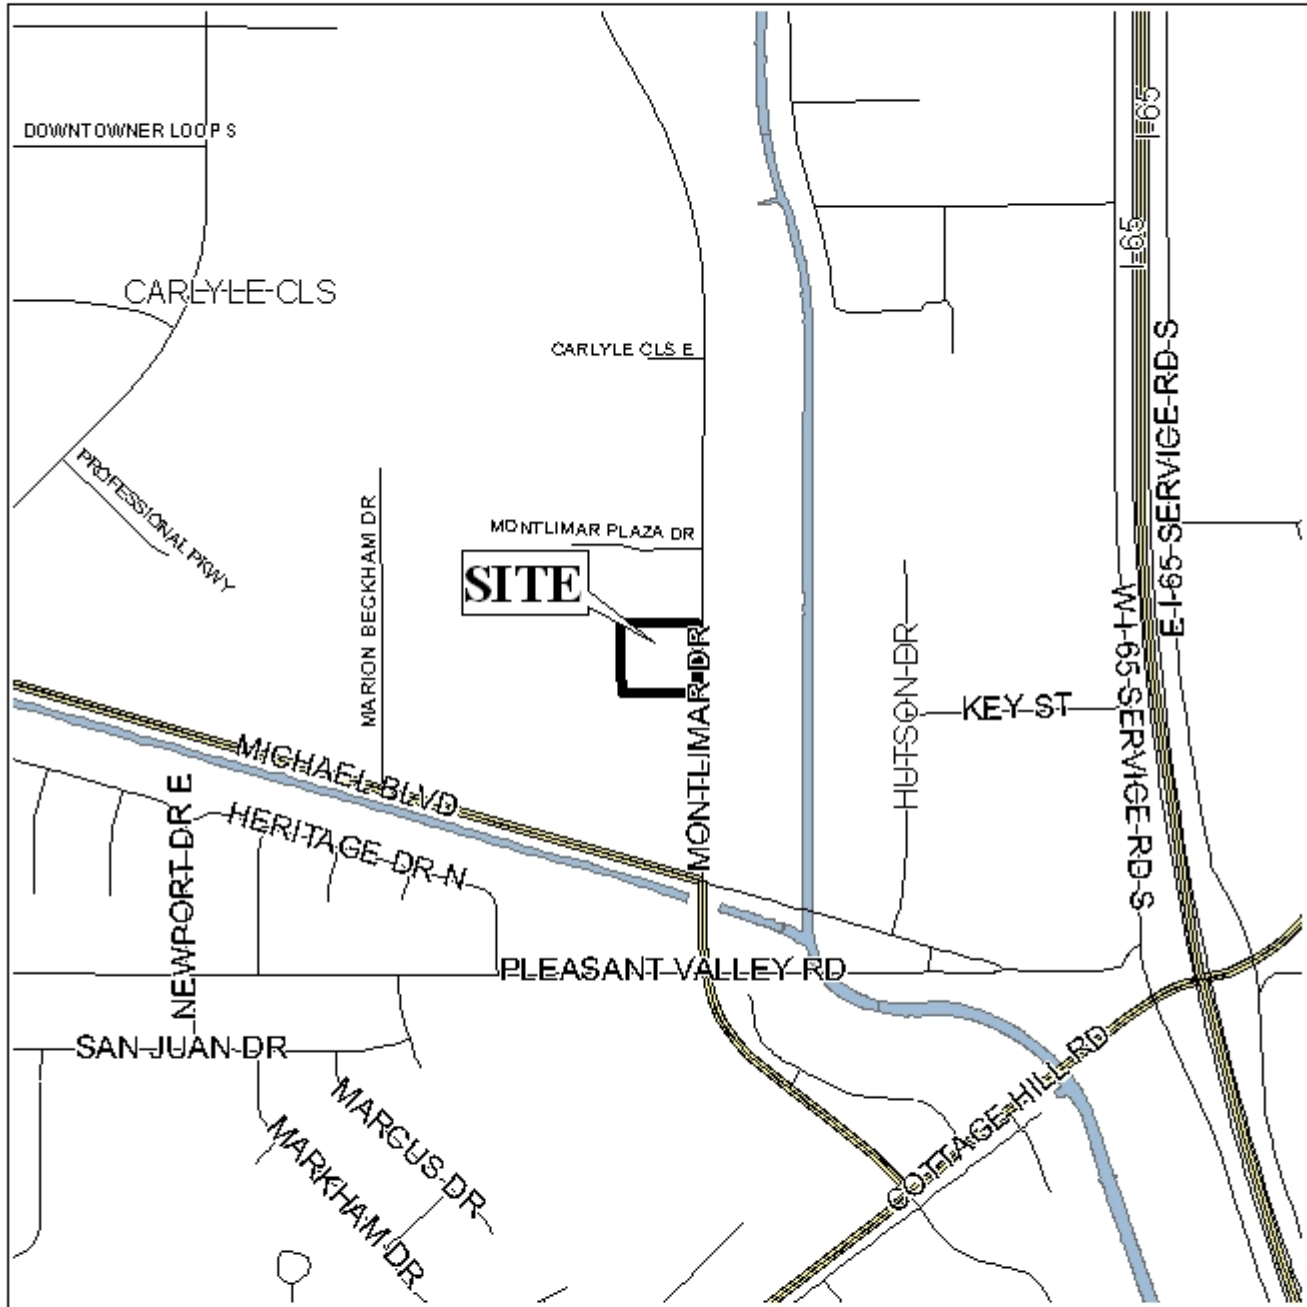 I-65
DOWNTOWNER LOOP S
I-65
CARLYLE CLS
CARLYLE CLS E
E I-65 SERVICE RD S
PROFESSIONAL PKWY
MARION BECKHAM DR
MONTLIMAR PLAZA DR
SITE
MONTLIMAR DR
HUTSON DR
KEY ST
W I-65 SERVICE RD S
MICHAEL BLVD
NEWPORT DR E
HERITAGE DR N
PLEASANT VALLEY RD
SAN JUAN DR
COTTAGE HILL RD
MARCUS DR
MARKHAM DR